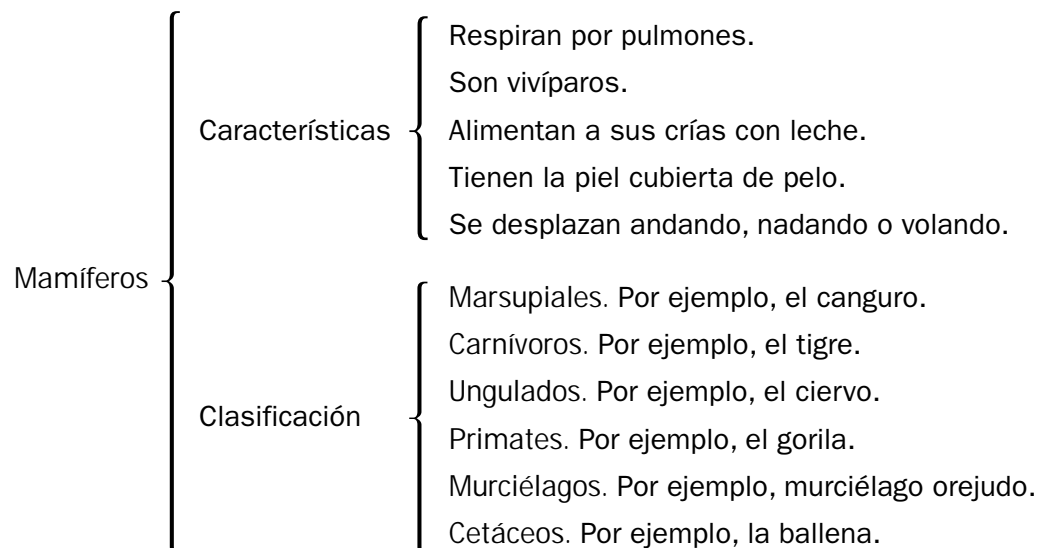 Respiran por pulmones.
Son vivíparos.
Características
Alimentan a sus crías con leche.
Tienen la piel cubierta de pelo.
Se desplazan andando, nadando o volando.
Mamíferos
Marsupiales. Por ejemplo, el canguro.
Carnívoros. Por ejemplo, el tigre.
Ungulados. Por ejemplo, el ciervo.
Clasificación
Primates. Por ejemplo, el gorila.
Murciélagos. Por ejemplo, murciélago orejudo.
Cetáceos. Por ejemplo, la ballena.